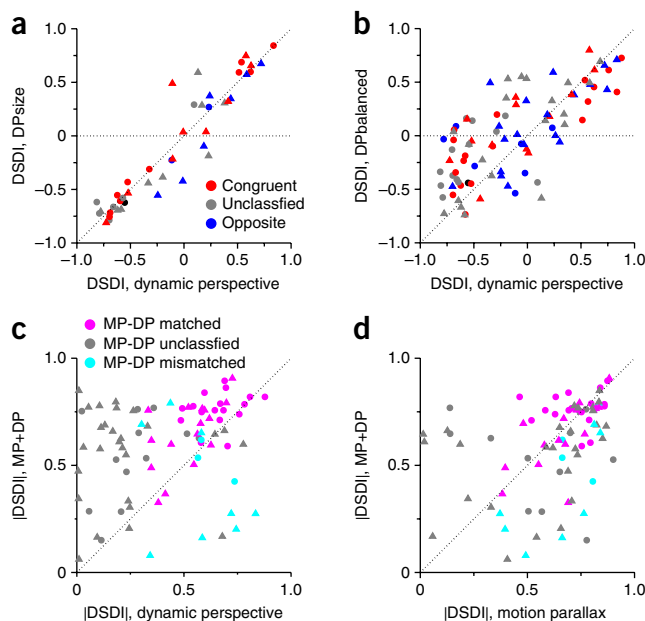 a
DSDI, DPsize
1.0
0.5
0
−0.5
−1.0
−1.0 −0.5 0 0.5 1.0
DSDI, dynamic perspective
Congruent
Unclassfied
Opposite
b
DSDI, DPbalanced
1.0
0.5
0
−0.5
−1.0
−1.0 −0.5 0 0.5 1.0
DSDI, dynamic perspective
c
MP-DP matched
MP-DP unclassfied
MP-DP mismatched
|DSDI|, MP+DP
1.0
0.5
0
0 0.5 1.0
|DSDI|, dynamic perspective
d
|DSDI|, MP+DP
1.0
0.5
0
0 0.5 1.0
|DSDI|, motion parallax